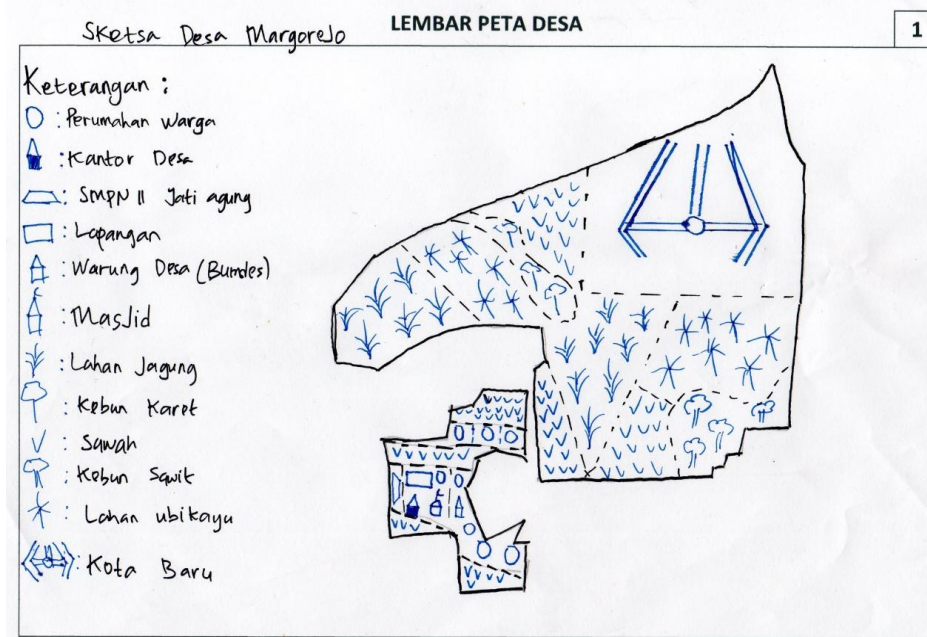 LEMBAR PETA DESA
1
Sketsa Desa Margorejo
Keterangan :
: Perumahan Warga
: Kantor Desa
: SMPN II Jati agung
: Lapangan
: Warung Desa (Bumdes)
: Masjid
: Lahan Jagung
: Kebun Karet
: Sawah
: Kebun Sawit
: Lahan ubikayu
: Kota Baru